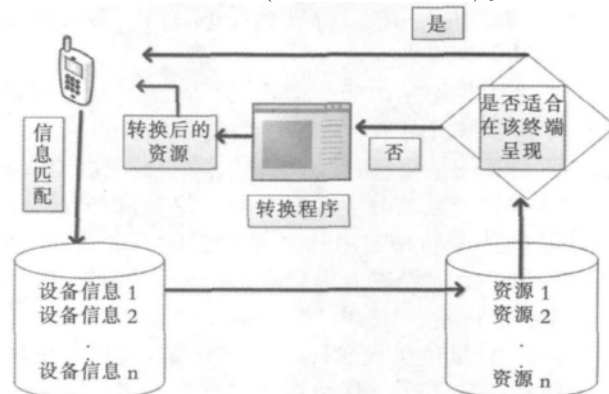 是
是否适合
在该终端
呈现
否
转换后的
资源
转换程序
信息
匹配
设备信息 1
设备信息 2
.
.
设备信息 n
资源 1
资源 2
.
.
资源 n